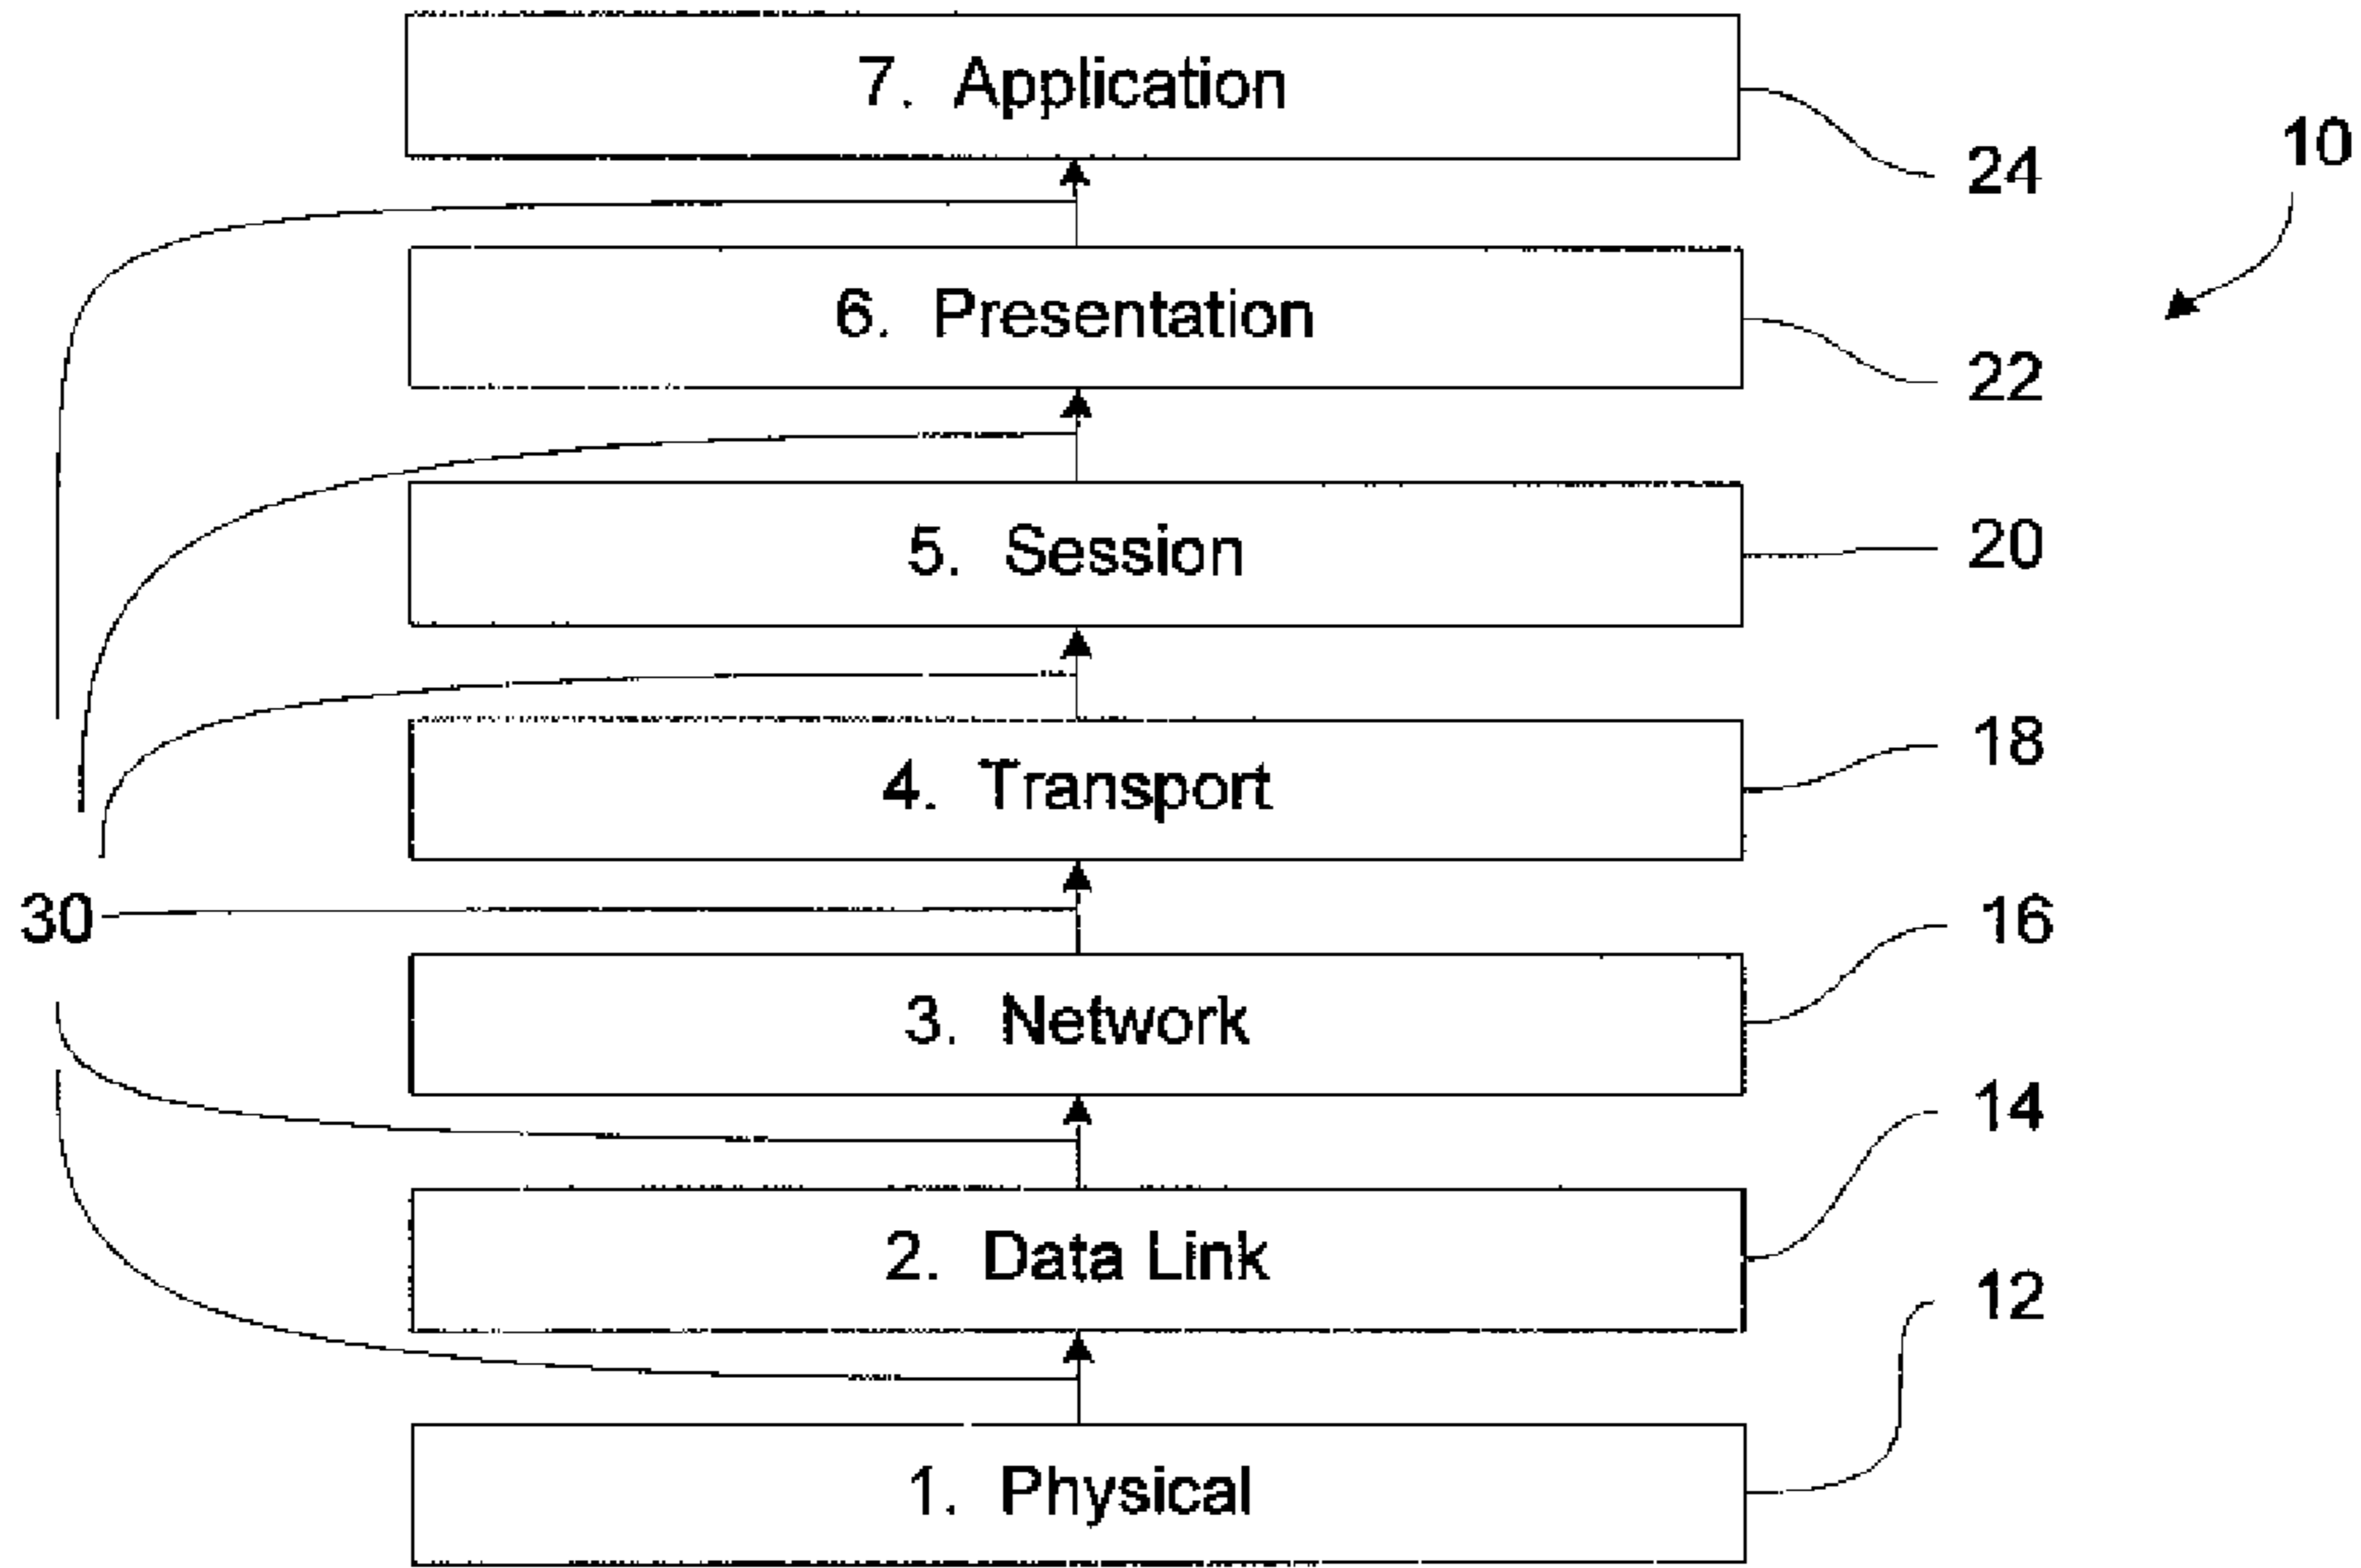 7. Application
24
10
6. Presentation
22
5. Session
20
4. Transport
18
30
3. Network
16
2. Data Link
14
1. Physical
12